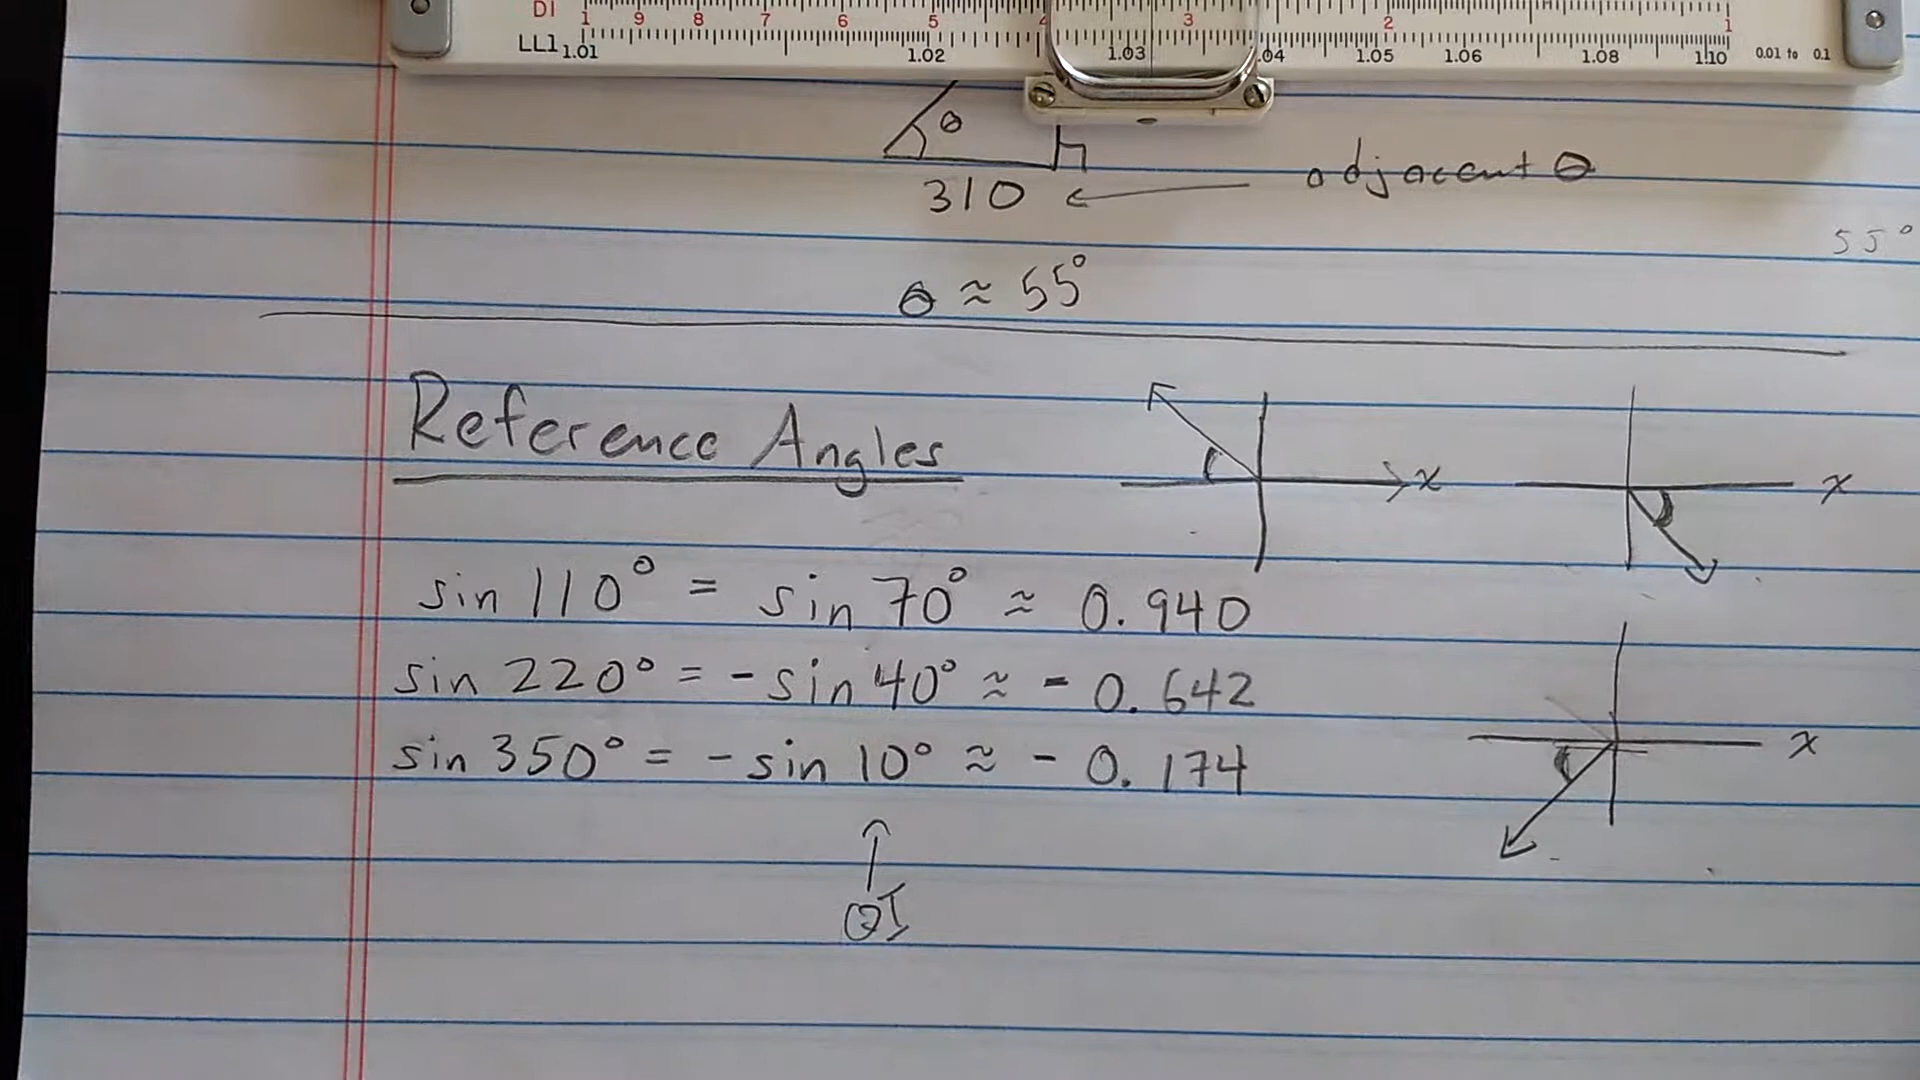 DI 1 9 8 7 6 5 4 3 2 1
LL1 1.01 1.02 1.03 .04 1.05 1.06 1.08 1.10 0.01 to 0.1
θ
310 ← adjacent θ
55°
θ ≈ 55°
Reference Angles
x x
sin 110° = sin 70° ≈ 0.940
sin 220° = -sin 40° ≈ - 0.642
sin 350° = -sin 10° ≈ - 0.174
x
QI